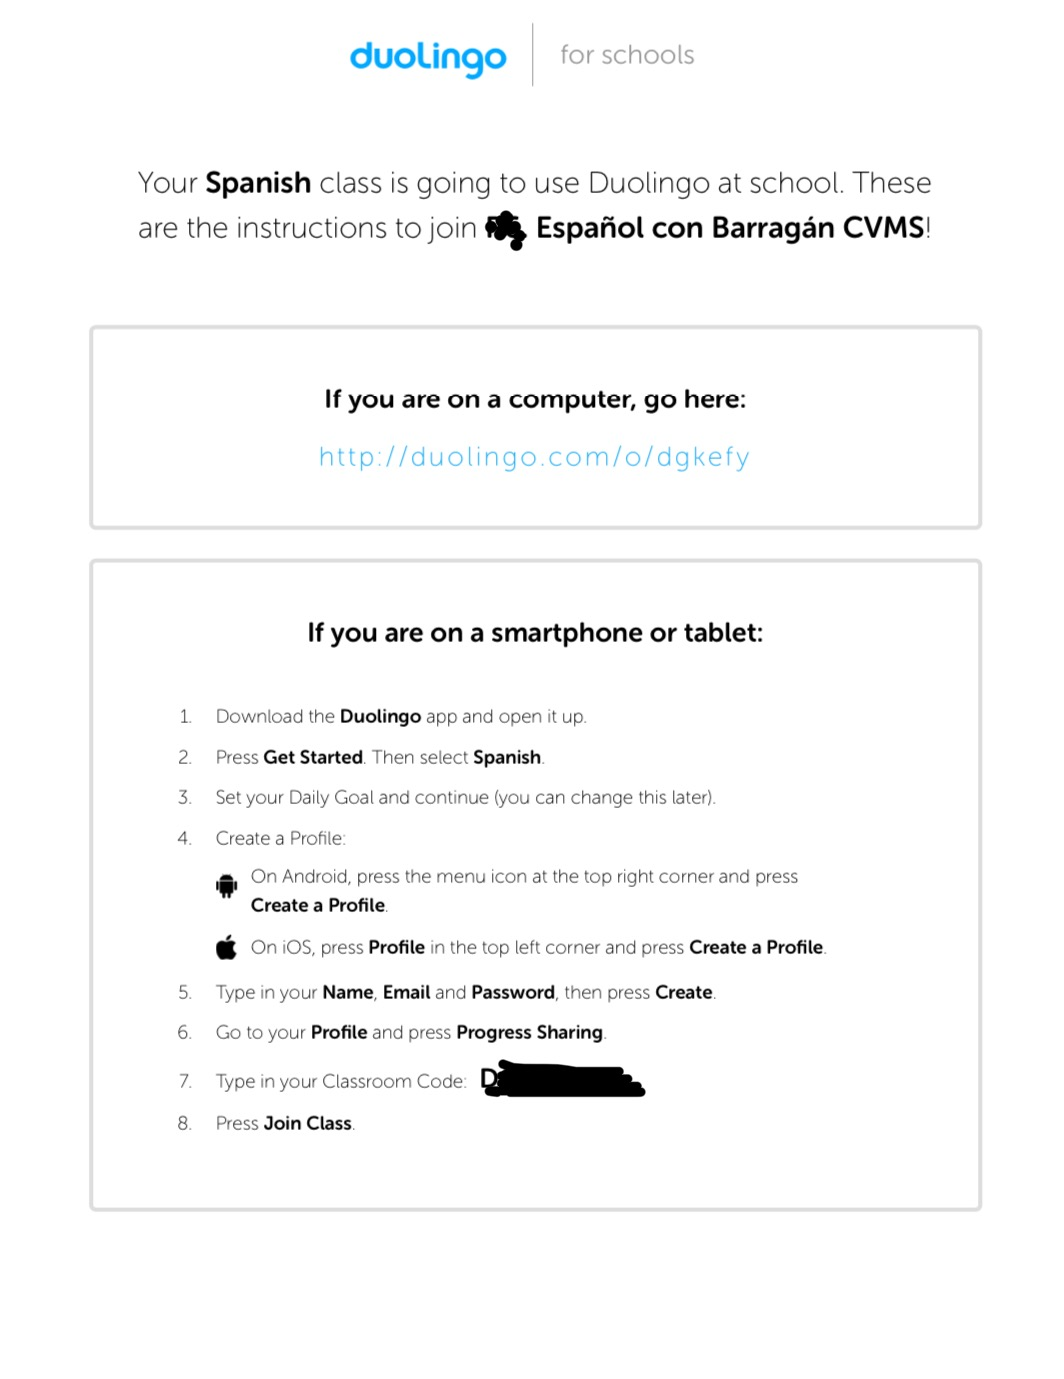 duolingo for schools
Your Spanish class is going to use Duolingo at school. These
are the instructions to join Español con Barragán CVMS!
If you are on a computer, go here:
http://duolingo.com/o/dgkefy
If you are on a smartphone or tablet:
1. Download the Duolingo app and open it up.
2. Press Get Started. Then select Spanish.
3. Set your Daily Goal and continue (you can change this later).
4. Create a Profile:
On Android, press the menu icon at the top right corner and press
Create a Profile.
On iOS, press Profile in the top left corner and press Create a Profile.
5. Type in your Name, Email and Password, then press Create.
6. Go to your Profile and press Progress Sharing.
7. Type in your Classroom Code:
8. Press Join Class.